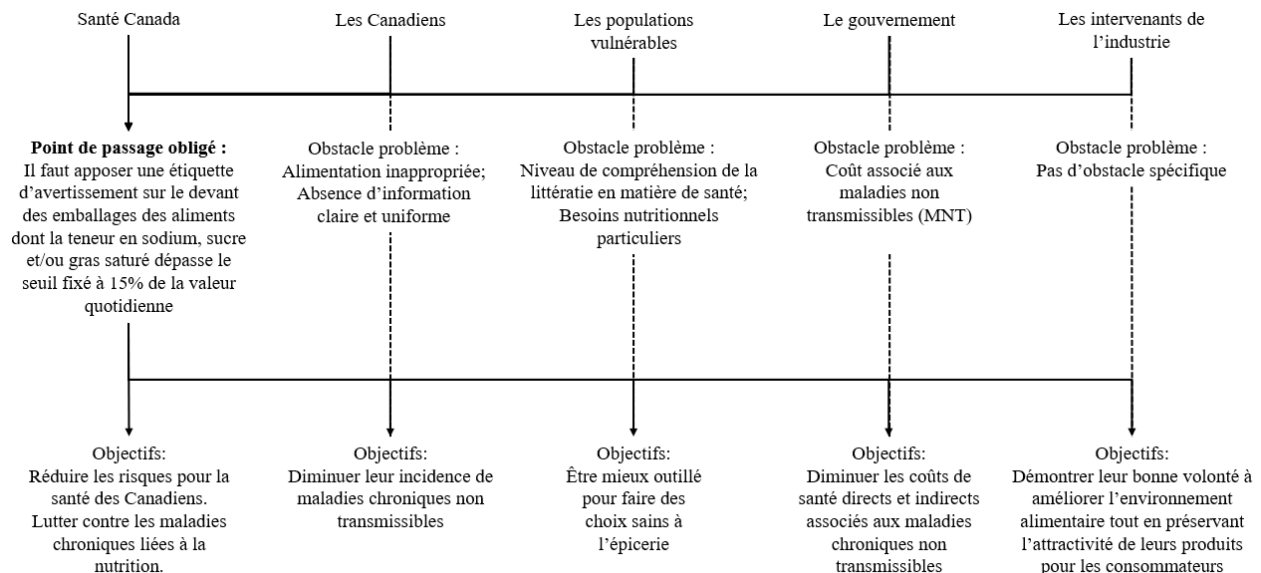 Santé Canada
Les Canadiens
Les populations
vulnérables
Le gouvernement
Les intervenants de
l'industrie
Point de passage obligé :
Il faut apposer une étiquette
d'avertissement sur le devant
des emballages des aliments
dont la teneur en sodium, sucre
et/ou gras saturé dépasse le
seuil fixé à 15% de la valeur
quotidienne
Obstacle problème :
Alimentation inappropriée;
Absence d'information
claire et uniforme
Obstacle problème :
Niveau de compréhension de la
littératie en matière de santé;
Besoins nutritionnels
particuliers
Obstacle problème :
Coût associé aux
maladies non
transmissibles (MNT)
Obstacle problème :
Pas d'obstacle spécifique
Objectifs:
Réduire les risques pour la
santé des Canadiens.
Lutter contre les maladies
chroniques liées à la
nutrition.
Objectifs:
Diminuer leur incidence de
maladies chroniques non
transmissibles
Objectifs:
Être mieux outillé
pour faire des
choix sains à
l'épicerie
Objectifs:
Diminuer les coûts de
santé directs et indirects
associés aux maladies
chroniques non
transmissibles
Objectifs:
Démontrer leur bonne volonté à
améliorer l'environnement
alimentaire tout en préservant
l'attractivité de leurs produits
pour les consommateurs